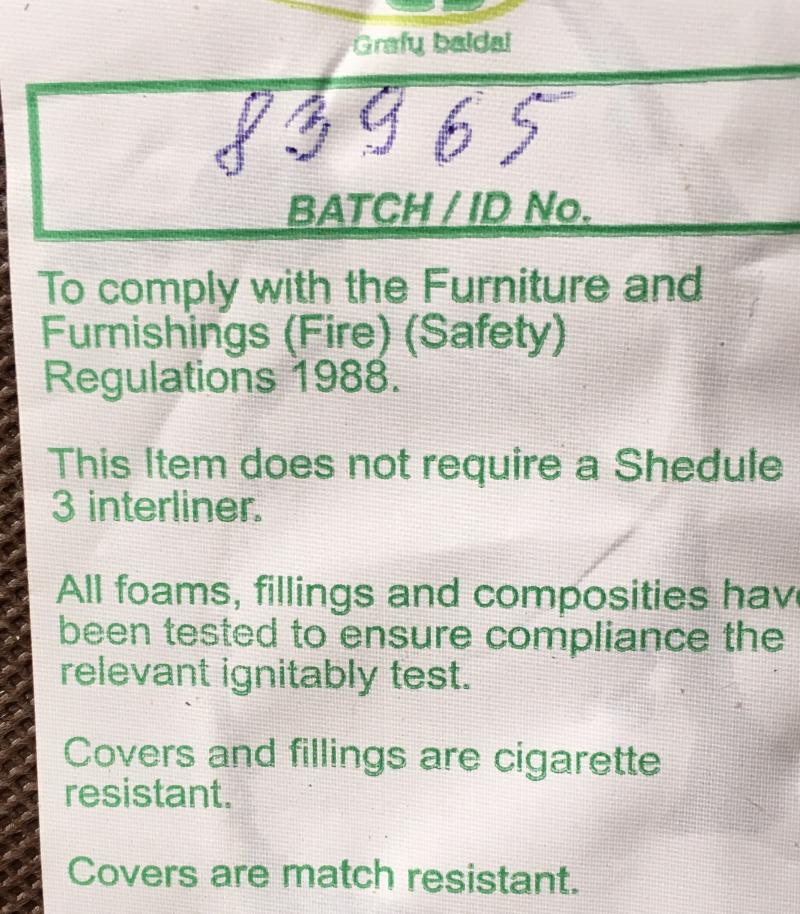 Grafų baldai
83965
BATCH / ID No.
To comply with the Furniture and
Furnishings (Fire) (Safety)
Regulations 1988.
This Item does not require a Shedule
3 interliner.
All foams, fillings and composities have
been tested to ensure compliance the
relevant ignitably test.
Covers and fillings are cigarette
resistant.
Covers are match resistant.